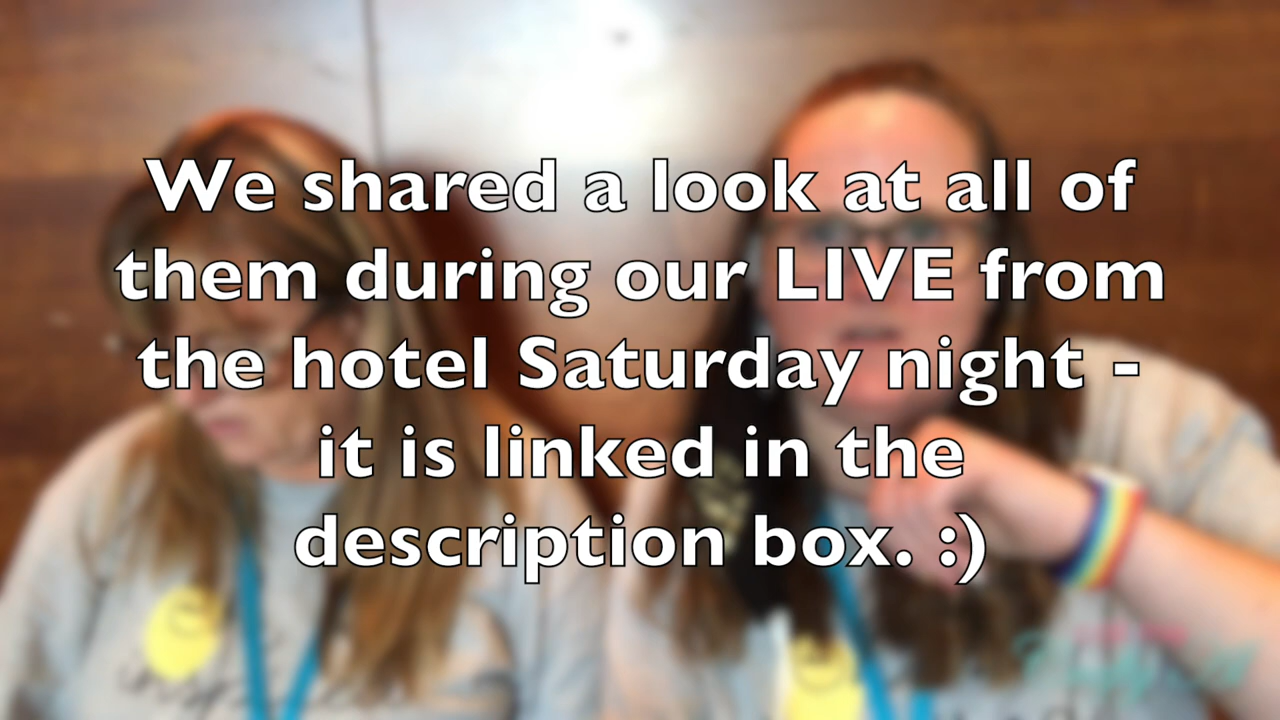 We shared a look at all of
them during our LIVE from
the hotel Saturday night -
it is linked in the
description box. :)